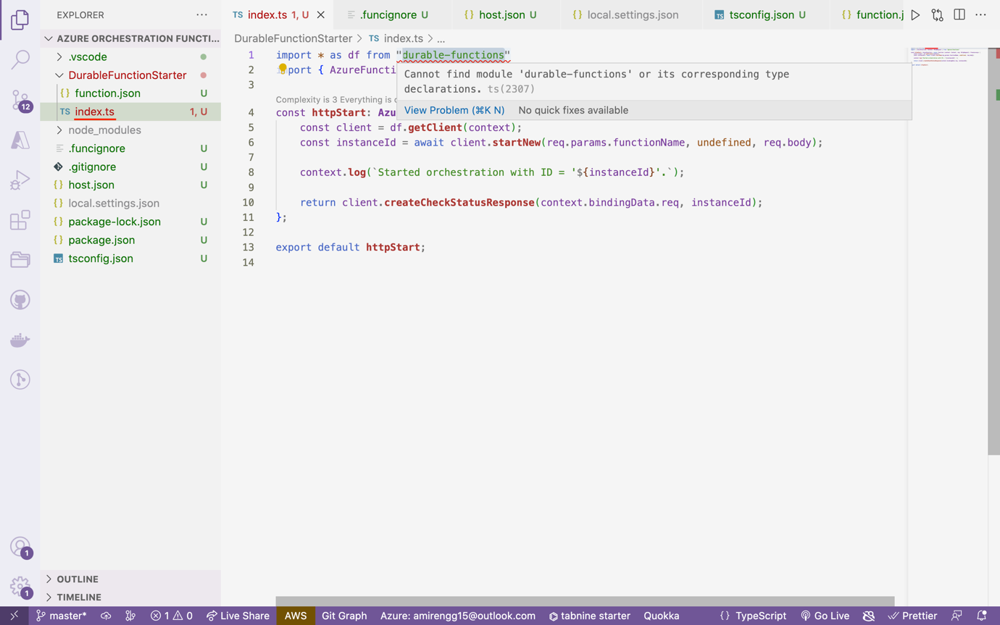 EXPLORER
AZURE ORCHESTRATION FUNCTI...
.vscode
DurableFunctionStarter
{} function.json U
TS index.ts 1, U
node_modules
.funcignore U
.gitignore U
{} host.json U
{} local.settings.json
{} package-lock.json U
{} package.json U
TS tsconfig.json U
OUTLINE
TIMELINE
12
1
1
TS index.ts 1, U
.funcignore U
{} host.json U
{} local.settings.json
TS tsconfig.json U
{} function.j
DurableFunctionStarter > TS index.ts > ...
1 import * as df from "durable-functions"
2 port { AzureFuncti
3
Cannot find module 'durable-functions' or its corresponding type
declarations. ts(2307)
View Problem (⌘K N) No quick fixes available
Complexity is 3 Everything is
4 const httpStart: Azu
5 const client = df.getClient(context);
6 const instanceId = await client.startNew(req.params.functionName, undefined, req.body);
7
8 context.log(`Started orchestration with ID = '${instanceId}'.`);
9
10 return client.createCheckStatusResponse(context.bindingData.req, instanceId);
11 };
12
13 export default httpStart;
14
master* 1 0 Live Share AWS Git Graph Azure: amirengg15@outlook.com tabnine starter Quokka {} TypeScript Go Live Prettier